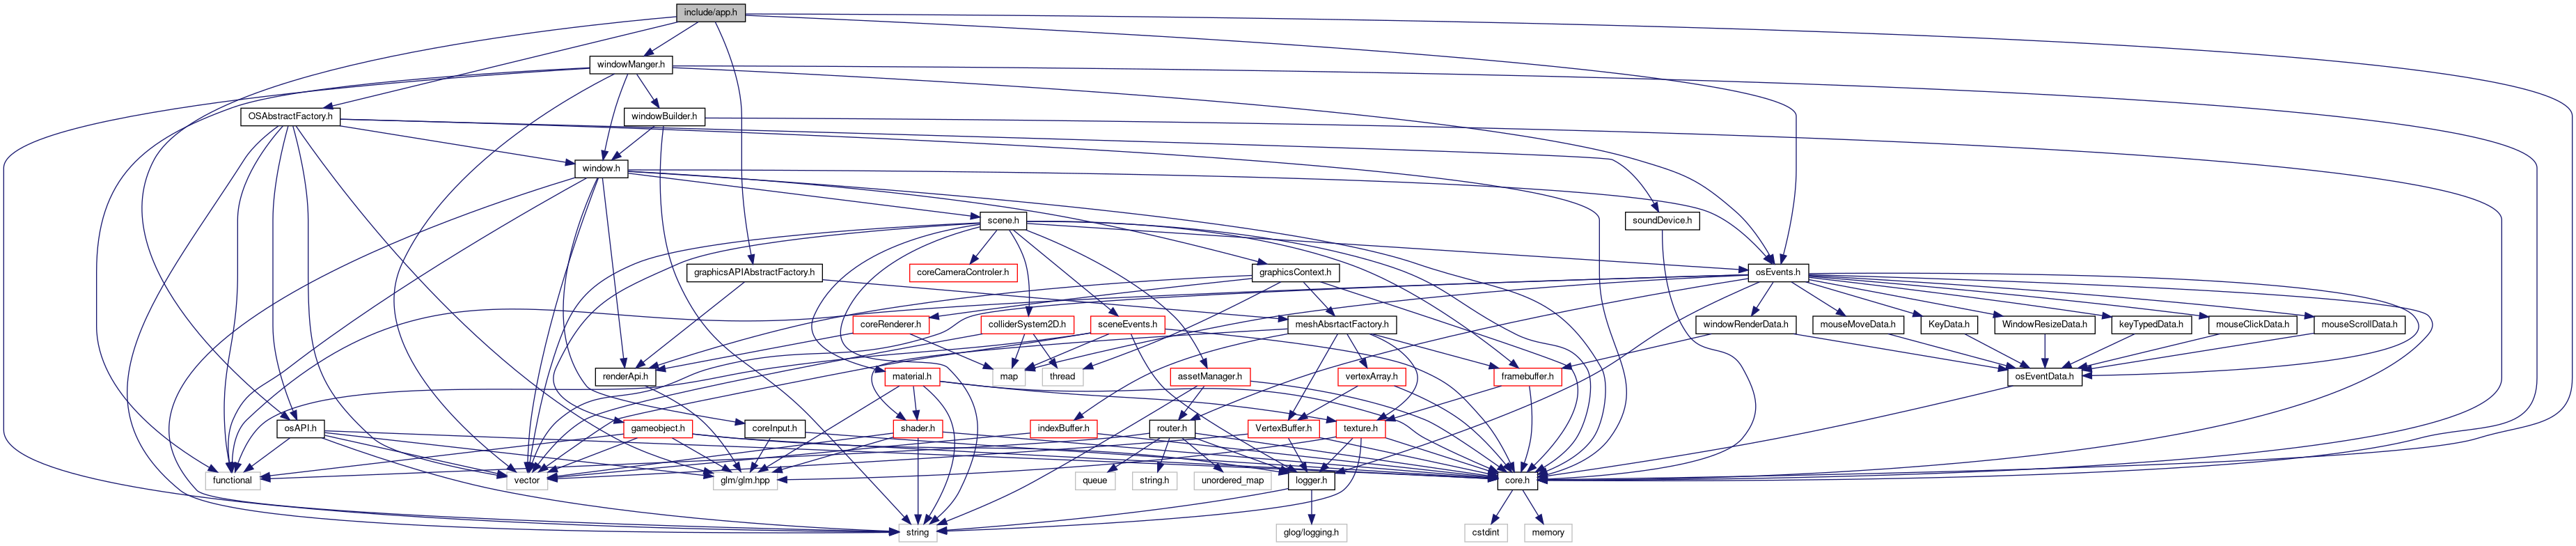 include/app.h
windowManger.h
OSAbstractFactory.h
windowBuilder.h
window.h
scene.h
soundDevice.h
graphicsAPIAbstractFactory.h
coreCameraControler.h
graphicsContext.h
osEvents.h
coreRenderer.h
colliderSystem2D.h
sceneEvents.h
meshAbsrtactFactory.h
windowRenderData.h
mouseMoveData.h
KeyData.h
WindowResizeData.h
keyTypedData.h
mouseClickData.h
mouseScrollData.h
renderApi.h
map
thread
material.h
assetManager.h
vertexArray.h
framebuffer.h
osEventData.h
osAPI.h
gameobject.h
coreInput.h
shader.h
indexBuffer.h
router.h
VertexBuffer.h
texture.h
functional
vector
glm/glm.hpp
queue
string.h
unordered_map
logger.h
core.h
string
glog/logging.h
cstdint
memory